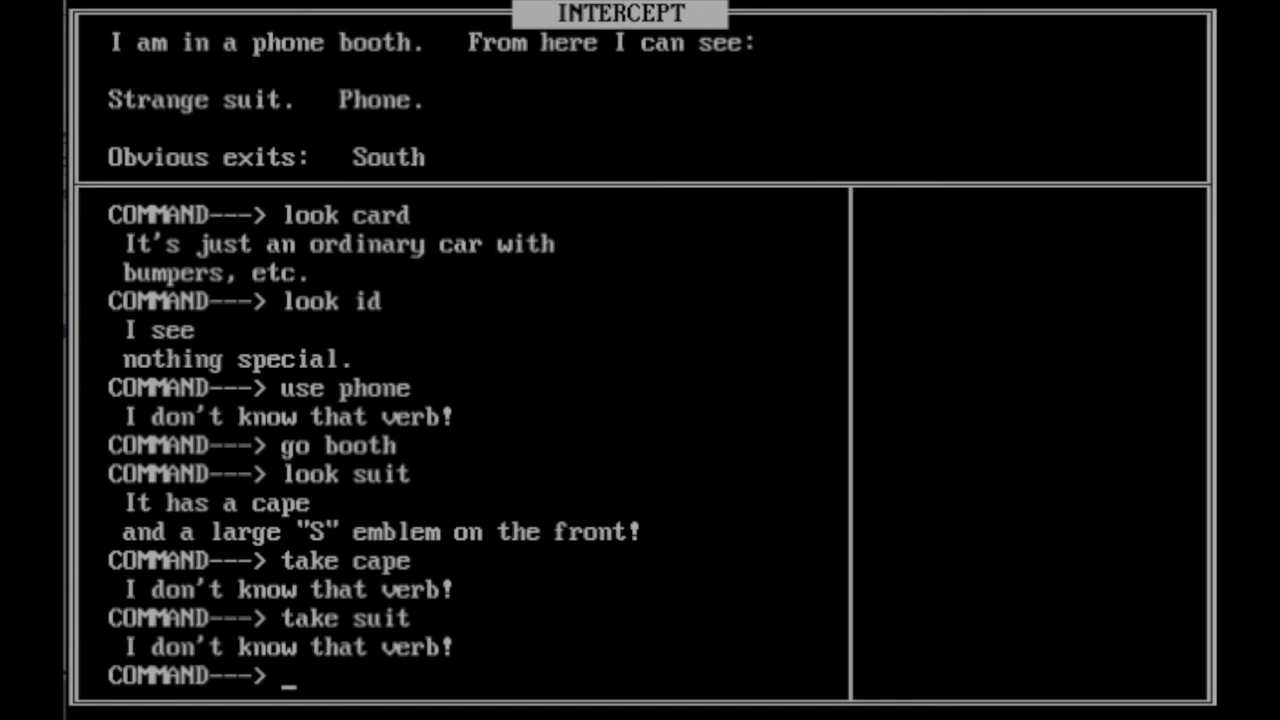 INTERCEPT
I am in a phone booth. From here I can see:
Strange suit. Phone.
Obvious exits: South
COMMAND---> look card
It's just an ordinary car with
bumpers, etc.
COMMAND---> look id
I see
nothing special.
COMMAND---> use phone
I don't know that verb!
COMMAND---> go booth
COMMAND---> look suit
It has a cape
and a large "S" emblem on the front!
COMMAND---> take cape
I don't know that verb!
COMMAND---> take suit
I don't know that verb!
COMMAND---> _